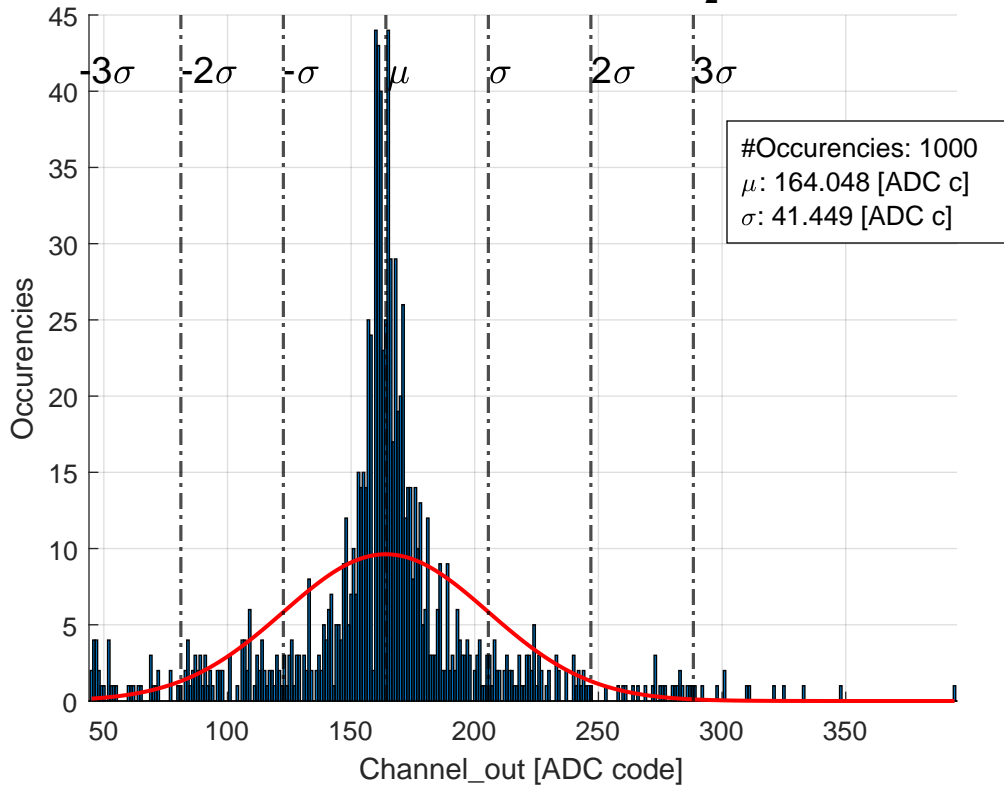 2
45
40
35
30
25
20
15
10
5
0
-3σ -2σ -σ μ σ 2σ 3σ
#Occurencies: 1000
μ: 164.048 [ADC c]
σ: 41.449 [ADC c]
Occurencies
50 100 150 200 250 300 350
Channel_out [ADC code]